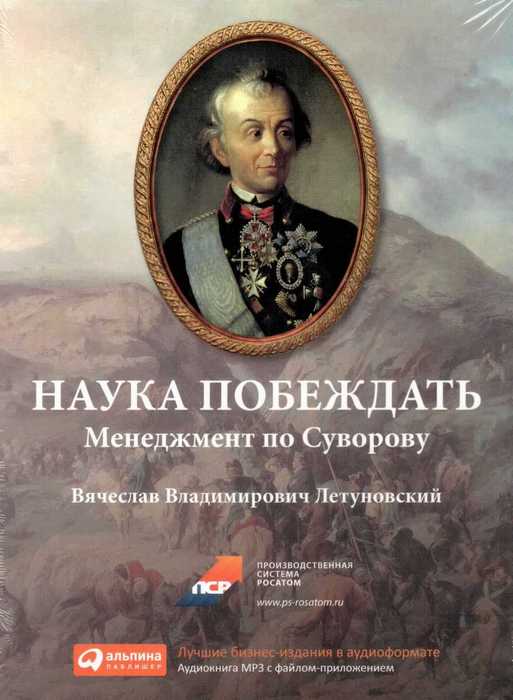 НАУКА ПОБЕЖДАТЬ
Менеджмент по Суворову
Вячеслав Владимирович Летуновский
ПСР
ПРОИЗВОДСТВЕННАЯ
СИСТЕМА
РОСАТОМ
www.ps-rosatom.ru
АЛЬПИНА
ПАБЛИШЕР
Лучшие бизнес-издания в аудиоформате
Аудиокнига MP3 с файлом-приложением